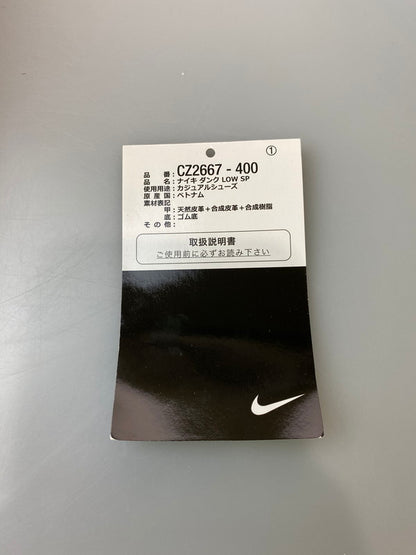 ①
品 番 : CZ2667 - 400
品 名 : ナイキ ダンク LOW SP
使用用途 : カジュアルシューズ
原 産 国 : ベトナム
素材表記
甲 : 天然皮革＋合成皮革＋合成樹脂
底 : ゴム底
そ の 他 :
取扱説明書
ご使用前に必ずお読み下さい